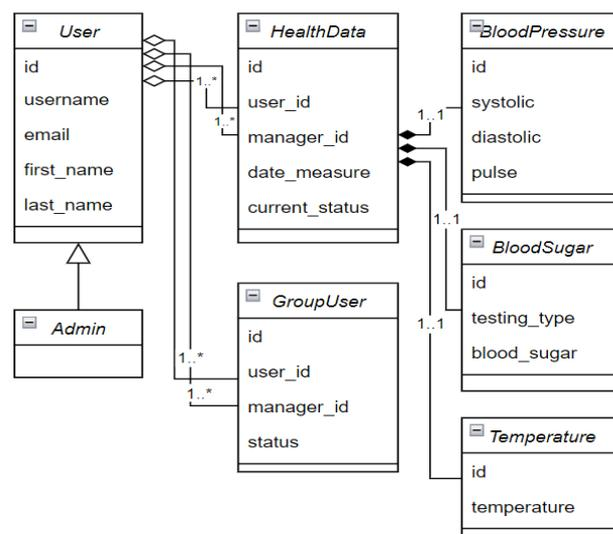 User
id
username
email
first_name
last_name
Admin
HealthData
id
user_id
manager_id
date_measure
current_status
GroupUser
id
user_id
manager_id
status
BloodPressure
id
systolic
diastolic
pulse
BloodSugar
id
testing_type
blood_sugar
Temperature
id
temperature
1..*
1..*
1..*
1..*
1..1
1..1
1..1